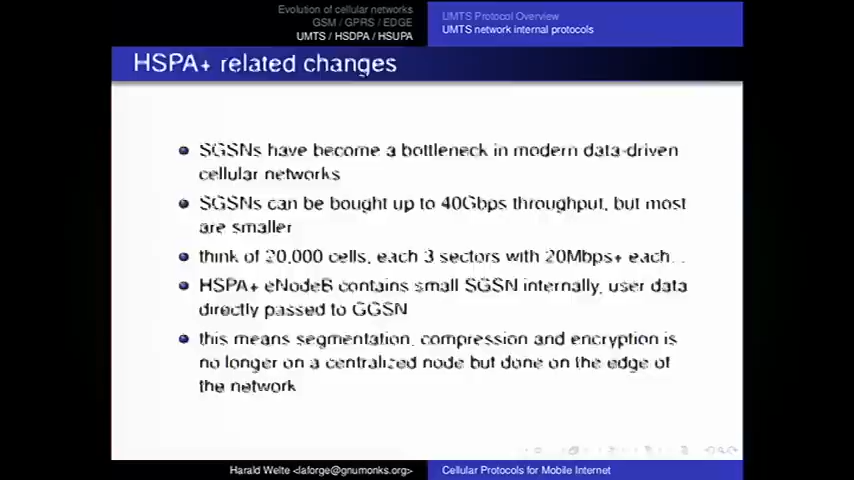 Evolution of cellular networks
GSM / GPRS / EDGE
UMTS / HSDPA / HSUPA
UMTS Protocol Overview
UMTS network internal protocols
HSPA+ related changes
SGSNs have become a bottleneck in modern data-driven
cellular networks
SGSNs can be bought up to 40Gbps throughput, but most
are smaller
think of 20,000 cells, each 3 sectors with 20Mbps+ each...
HSPA+ eNodeB contains small SGSN internally, user data
directly passed to GGSN
this means segmentation, compression and encryption is
no longer on a centralized node but done on the edge of
the network
Harald Welte <laforge@gnumonks.org>
Cellular Protocols for Mobile Internet